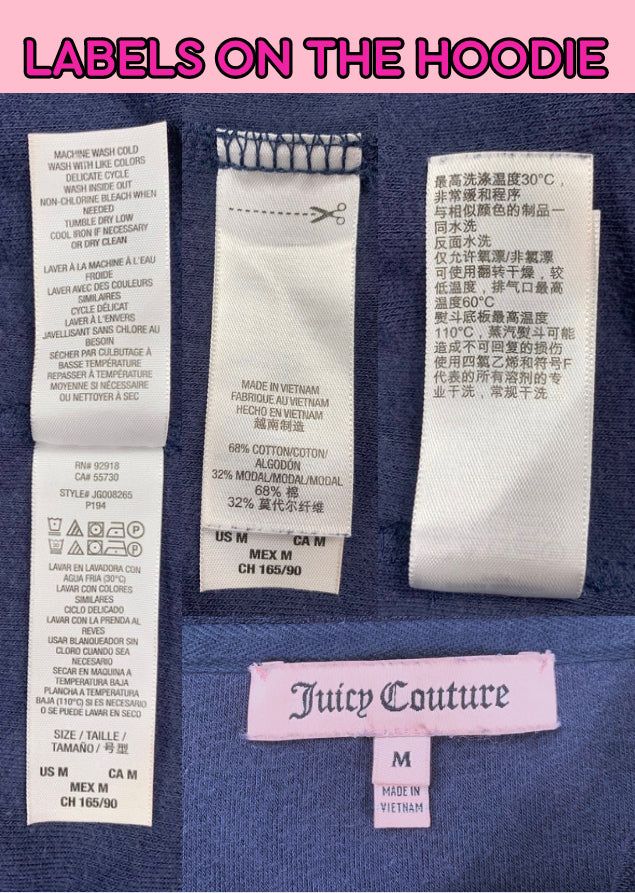 LABELS ON THE HOODIE
MACHINE WASH COLD
WASH WITH LIKE COLORS
DELICATE CYCLE
WASH INSIDE OUT
NON-CHLORINE BLEACH WHEN
NEEDED
TUMBLE DRY LOW
COOL IRON IF NECESSARY
OR DRY CLEAN
LAVER À LA MACHINE À L'EAU
FROIDE
LAVER AVEC DES COULEURS
SIMILAIRES
CYCLE DÉLICAT
LAVER À L'ENVERS
JAVELLISANT SANS CHLORE AU
BESOIN
SÉCHER PAR CULBUTAGE À
BASSE TEMPÉRATURE
REPASSER À TEMPÉRATURE
MOYENNE SI NÉCESSAIRE
OU NETTOYER À SEC
RN# 92918
CA# 55730
STYLE# JG008265
P194
LAVAR EN LAVADORA CON
AGUA FRIA (30°C)
LAVAR CON COLORES
SIMILARES
CICLO DELICADO
LAVAR CON LA PRENDA AL
REVES
USAR BLANQUEADOR SIN
CLORO CUANDO SEA
NECESARIO
SECAR EN MAQUINA A
TEMPERATURA BAJA
PLANCHA A TEMPERATURA
BAJA (110°C) SI ES NECESARIO
O SE PUEDE LAVAR EN SECO
SIZE / TAILLE /
TAMAÑO / 号型
US M CA M
MEX M
CH 165/90
MADE IN VIETNAM
FABRIQUE AU VIETNAM
HECHO EN VIETNAM
越南制造
68% COTTON/COTON/
ALGODÓN
32% MODAL/MODAL/MODAL
68% 棉
32% 莫代尔纤维
US M CA M
MEX M
CH 165/90
最高洗涤温度30°C，
非常缓和程序
与相似颜色的制品一
同水洗
反面水洗
仅允许氧漂/非氯漂
可使用翻转干燥，较
低温度，排气口最高
温度60°C
熨斗底板最高温度
110°C，蒸汽熨斗可能
造成不可回复的损伤
使用四氯乙烯和符号F
代表的所有溶剂的专
业干洗，常规干洗
Juicy Couture
M
MADE IN
VIETNAM